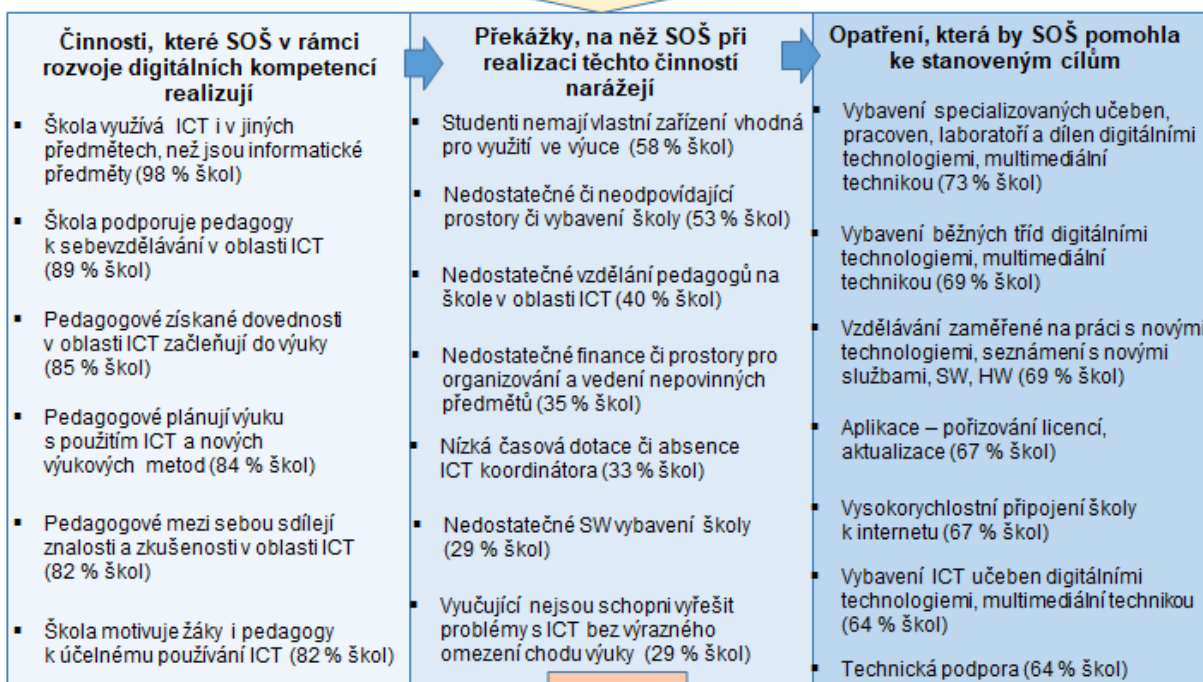 Činnosti, které SOŠ v rámci
rozvoje digitálních kompetencí
realizují
▪ Škola využívá ICT i v jiných
předmětech, než jsou informatické
předměty (98 % škol)
▪ Škola podporuje pedagogy
k sebevzdělávání v oblasti ICT
(89 % škol)
▪ Pedagogové získané dovednosti
v oblasti ICT začleňují do výuky
(85 % škol)
▪ Pedagogové plánují výuku
s použitím ICT a nových
výukových metod (84 % škol)
▪ Pedagogové mezi sebou sdílejí
znalosti a zkušenosti v oblasti ICT
(82 % škol)
▪ Škola motivuje žáky i pedagogy
k účelnému používání ICT (82 % škol)
Překážky, na něž SOŠ při
realizaci těchto činností
narážejí
▪ Studenti nemají vlastní zařízení vhodná
pro využití ve výuce (58 % škol)
▪ Nedostatečné či neodpovídající
prostory či vybavení školy (53 % škol)
▪ Nedostatečné vzdělání pedagogů na
škole v oblasti ICT (40 % škol)
▪ Nedostatečné finance či prostory pro
organizování a vedení nepovinných
předmětů (35 % škol)
▪ Nízká časová dotace či absence
ICT koordinátora (33 % škol)
▪ Nedostatečné SW vybavení školy
(29 % škol)
▪ Vyučující nejsou schopni vyřešit
problémy s ICT bez výrazného
omezení chodu výuky (29 % škol)
Opatření, která by SOŠ pomohla
ke stanoveným cílům
▪ Vybavení specializovaných učeben,
pracoven, laboratoří a dílen digitálními
technologiemi, multimediální
technikou (73 % škol)
▪ Vybavení běžných tříd digitálními
technologiemi, multimediální
technikou (69 % škol)
▪ Vzdělávání zaměřené na práci s novými
technologiemi, seznámení s novými
službami, SW, HW (69 % škol)
▪ Aplikace – pořizování licencí,
aktualizace (67 % škol)
▪ Vysokorychlostní připojení školy
k internetu (67 % škol)
▪ Vybavení ICT učeben digitálními
technologiemi, multimediální technikou
(64 % škol)
▪ Technická podpora (64 % škol)